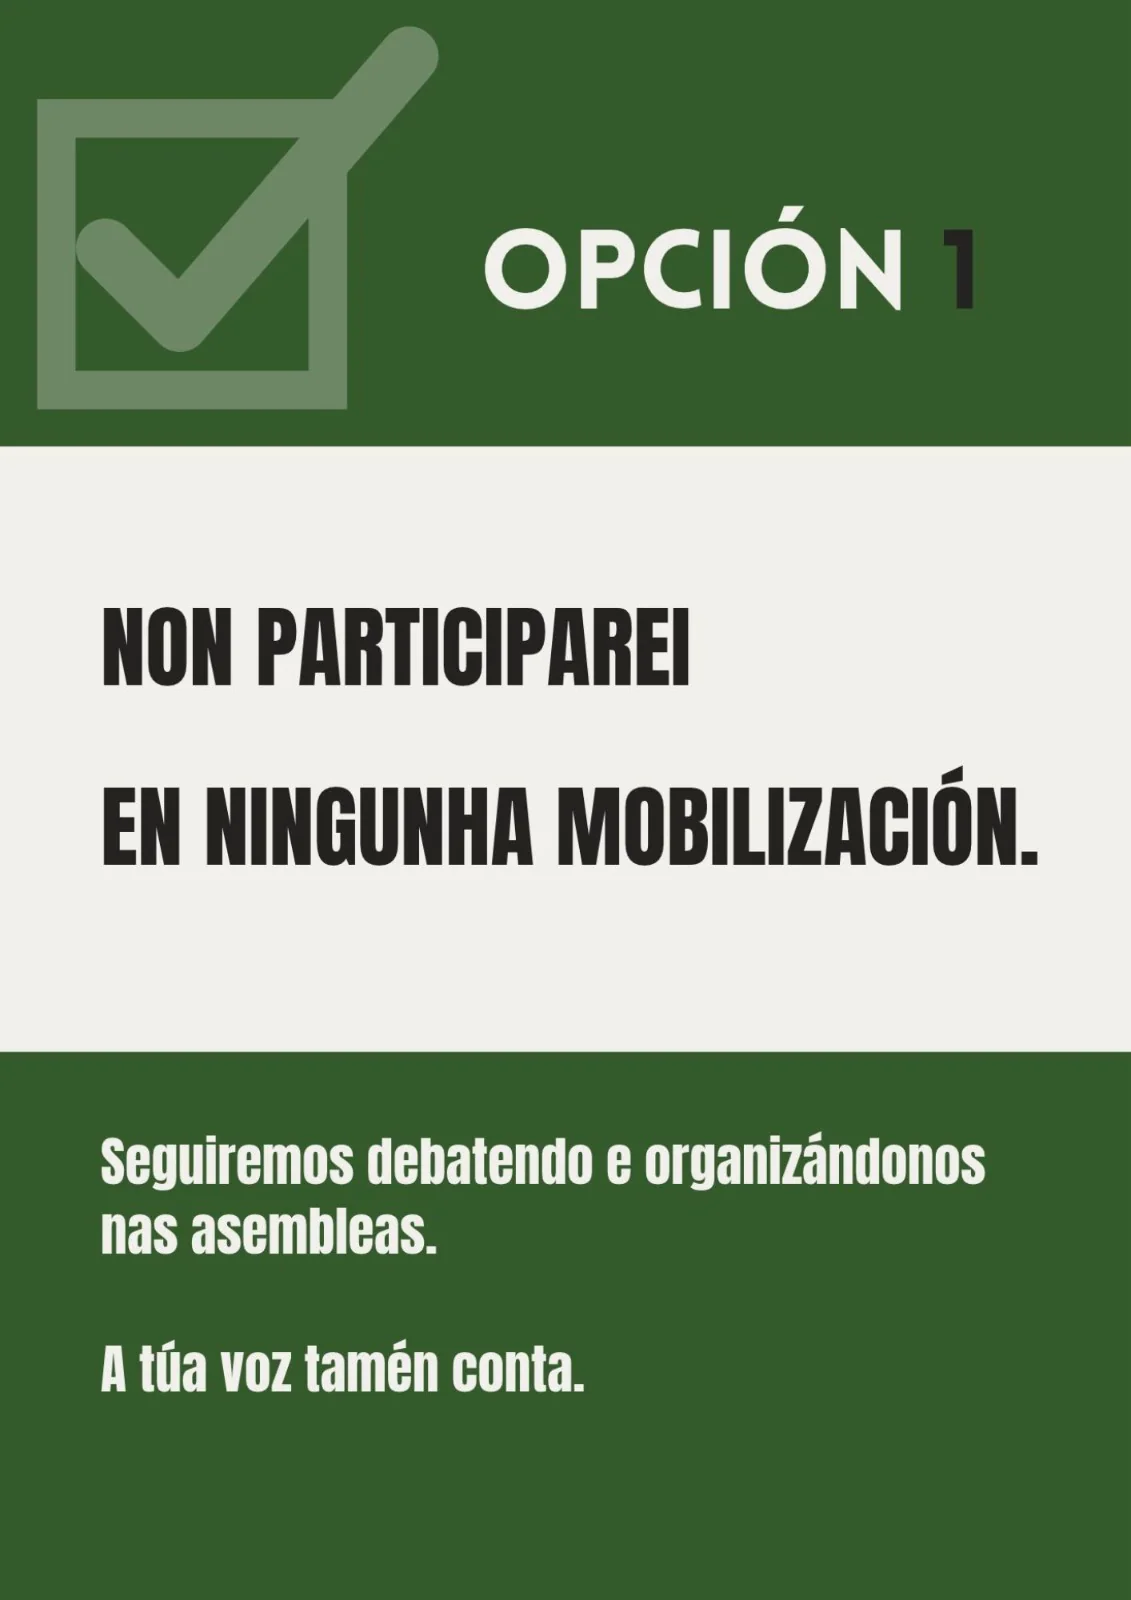 OPCIÓN 1
NON PARTICIPAREI
EN NINGUNHA MOBILIZACIÓN.
Seguiremos debatendo e organizándonos
nas asembleas.
A túa voz tamén conta.